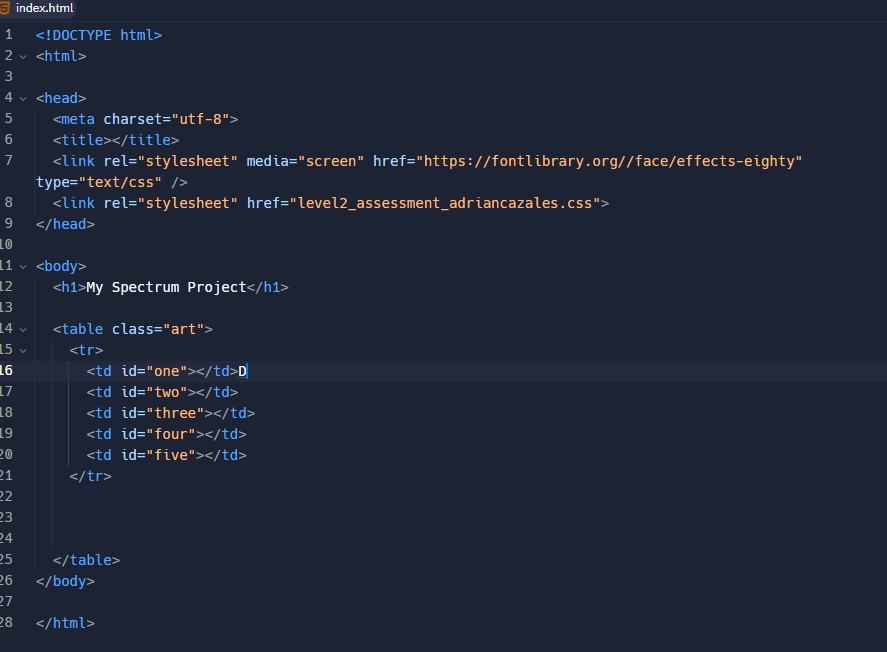 index.html
1 <!DOCTYPE html>
2 <html>
3
4 <head>
5 <meta charset="utf-8">
6 <title></title>
7 <link rel="stylesheet" media="screen" href="https://fontlibrary.org//face/effects-eighty"
type="text/css" />
8 <link rel="stylesheet" href="level2_assessment_adriancazales.css">
9 </head>
10
11 <body>
12 <h1>My Spectrum Project</h1>
13
14 <table class="art">
15 <tr>
16 <td id="one"></td>D
17 <td id="two"></td>
18 <td id="three"></td>
19 <td id="four"></td>
20 <td id="five"></td>
21 </tr>
22
23
24
25 </table>
26 </body>
27
28 </html>